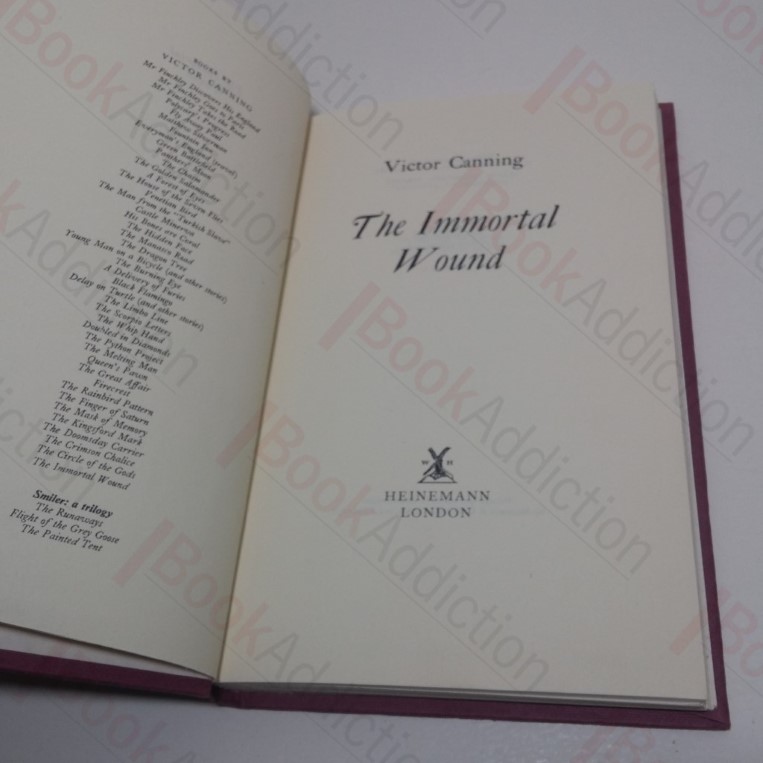 BOOKS BY
VICTOR CANNING
Mr Finchley Discovers His England
Mr Finchley Goes to Paris
Mr Finchley Takes the Road
Polycarp's Progress
Fly Away Paul
Matthew Silverman
Fountain Inn
Everyman's England (travel)
Green Battlefield
Panthers' Moon
The Chasm
The Golden Salamander
A Forest of Eyes
The House of the Seven Flies
Venetian Bird
The Man from the "Turkish Slave"
Castle Minerva
His Bones are Coral
The Hidden Face
The Manasco Road
The Dragon Tree
Young Man on a Bicycle (and other stories)
The Burning Eye
A Delivery of Furies
Black Flamingo
Delay on Turtle (and other stories)
The Limbo Line
The Scorpio Letters
The Whip Hand
Doubled in Diamonds
The Python Project
The Melting Man
Queen's Pawn
The Great Affair
Firecrest
The Rainbird Pattern
The Finger of Saturn
The Mask of Memory
The Kingsford Mark
The Doomsday Carrier
The Crimson Chalice
The Circle of the Gods
The Immortal Wound
Smiler: a trilogy
The Runaways
Flight of the Grey Goose
The Painted Tent
Victor Canning
The Immortal
Wound
W H
HEINEMANN
LONDON
BookAddiction